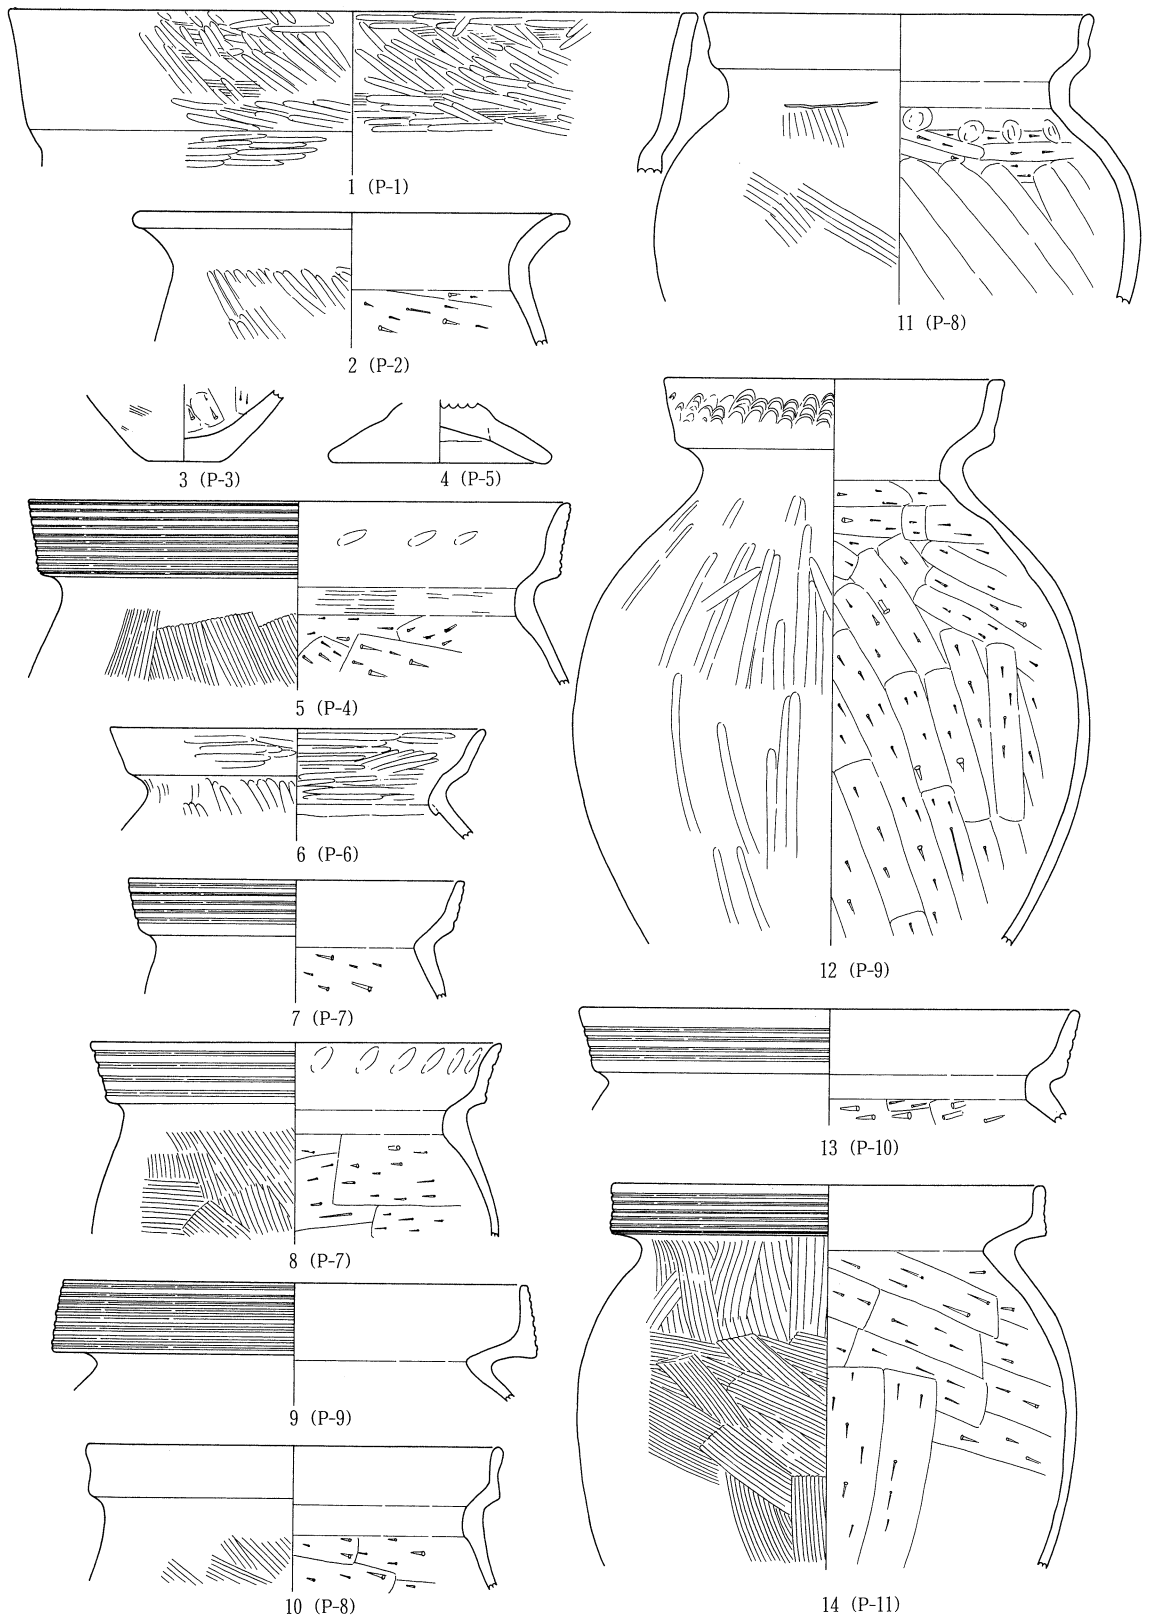 1 (P-1)
2 (P-2)
3 (P-3)
4 (P-5)
5 (P-4)
6 (P-6)
7 (P-7)
8 (P-7)
9 (P-9)
10 (P-8)
11 (P-8)
12 (P-9)
13 (P-10)
14 (P-11)